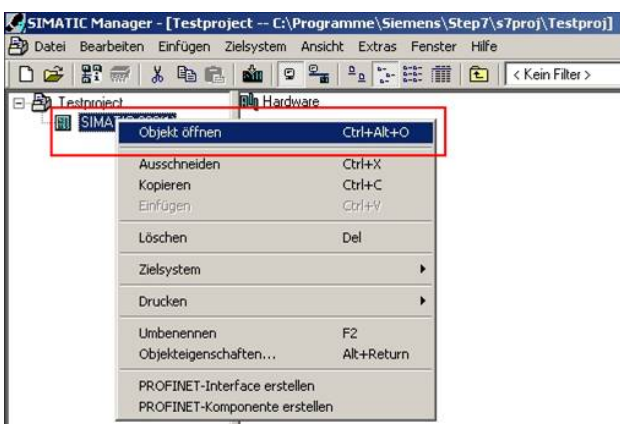 SIMATIC Manager - [Testproject -- C:\Programme\Siemens\Step7\s7proj\Testproj]
Datei Bearbeiten Einfügen Zielsystem Ansicht Extras Fenster Hilfe
< Kein Filter >
Testproject
Hardware
Objekt öffnen Ctrl+Alt+O
Ausschneiden Ctrl+X
Kopieren Ctrl+C
Einfügen Ctrl+V
Löschen Del
Zielsystem
Drucken
Umbenennen F2
Objekteigenschaften... Alt+Return
PROFINET-Interface erstellen
PROFINET-Komponente erstellen